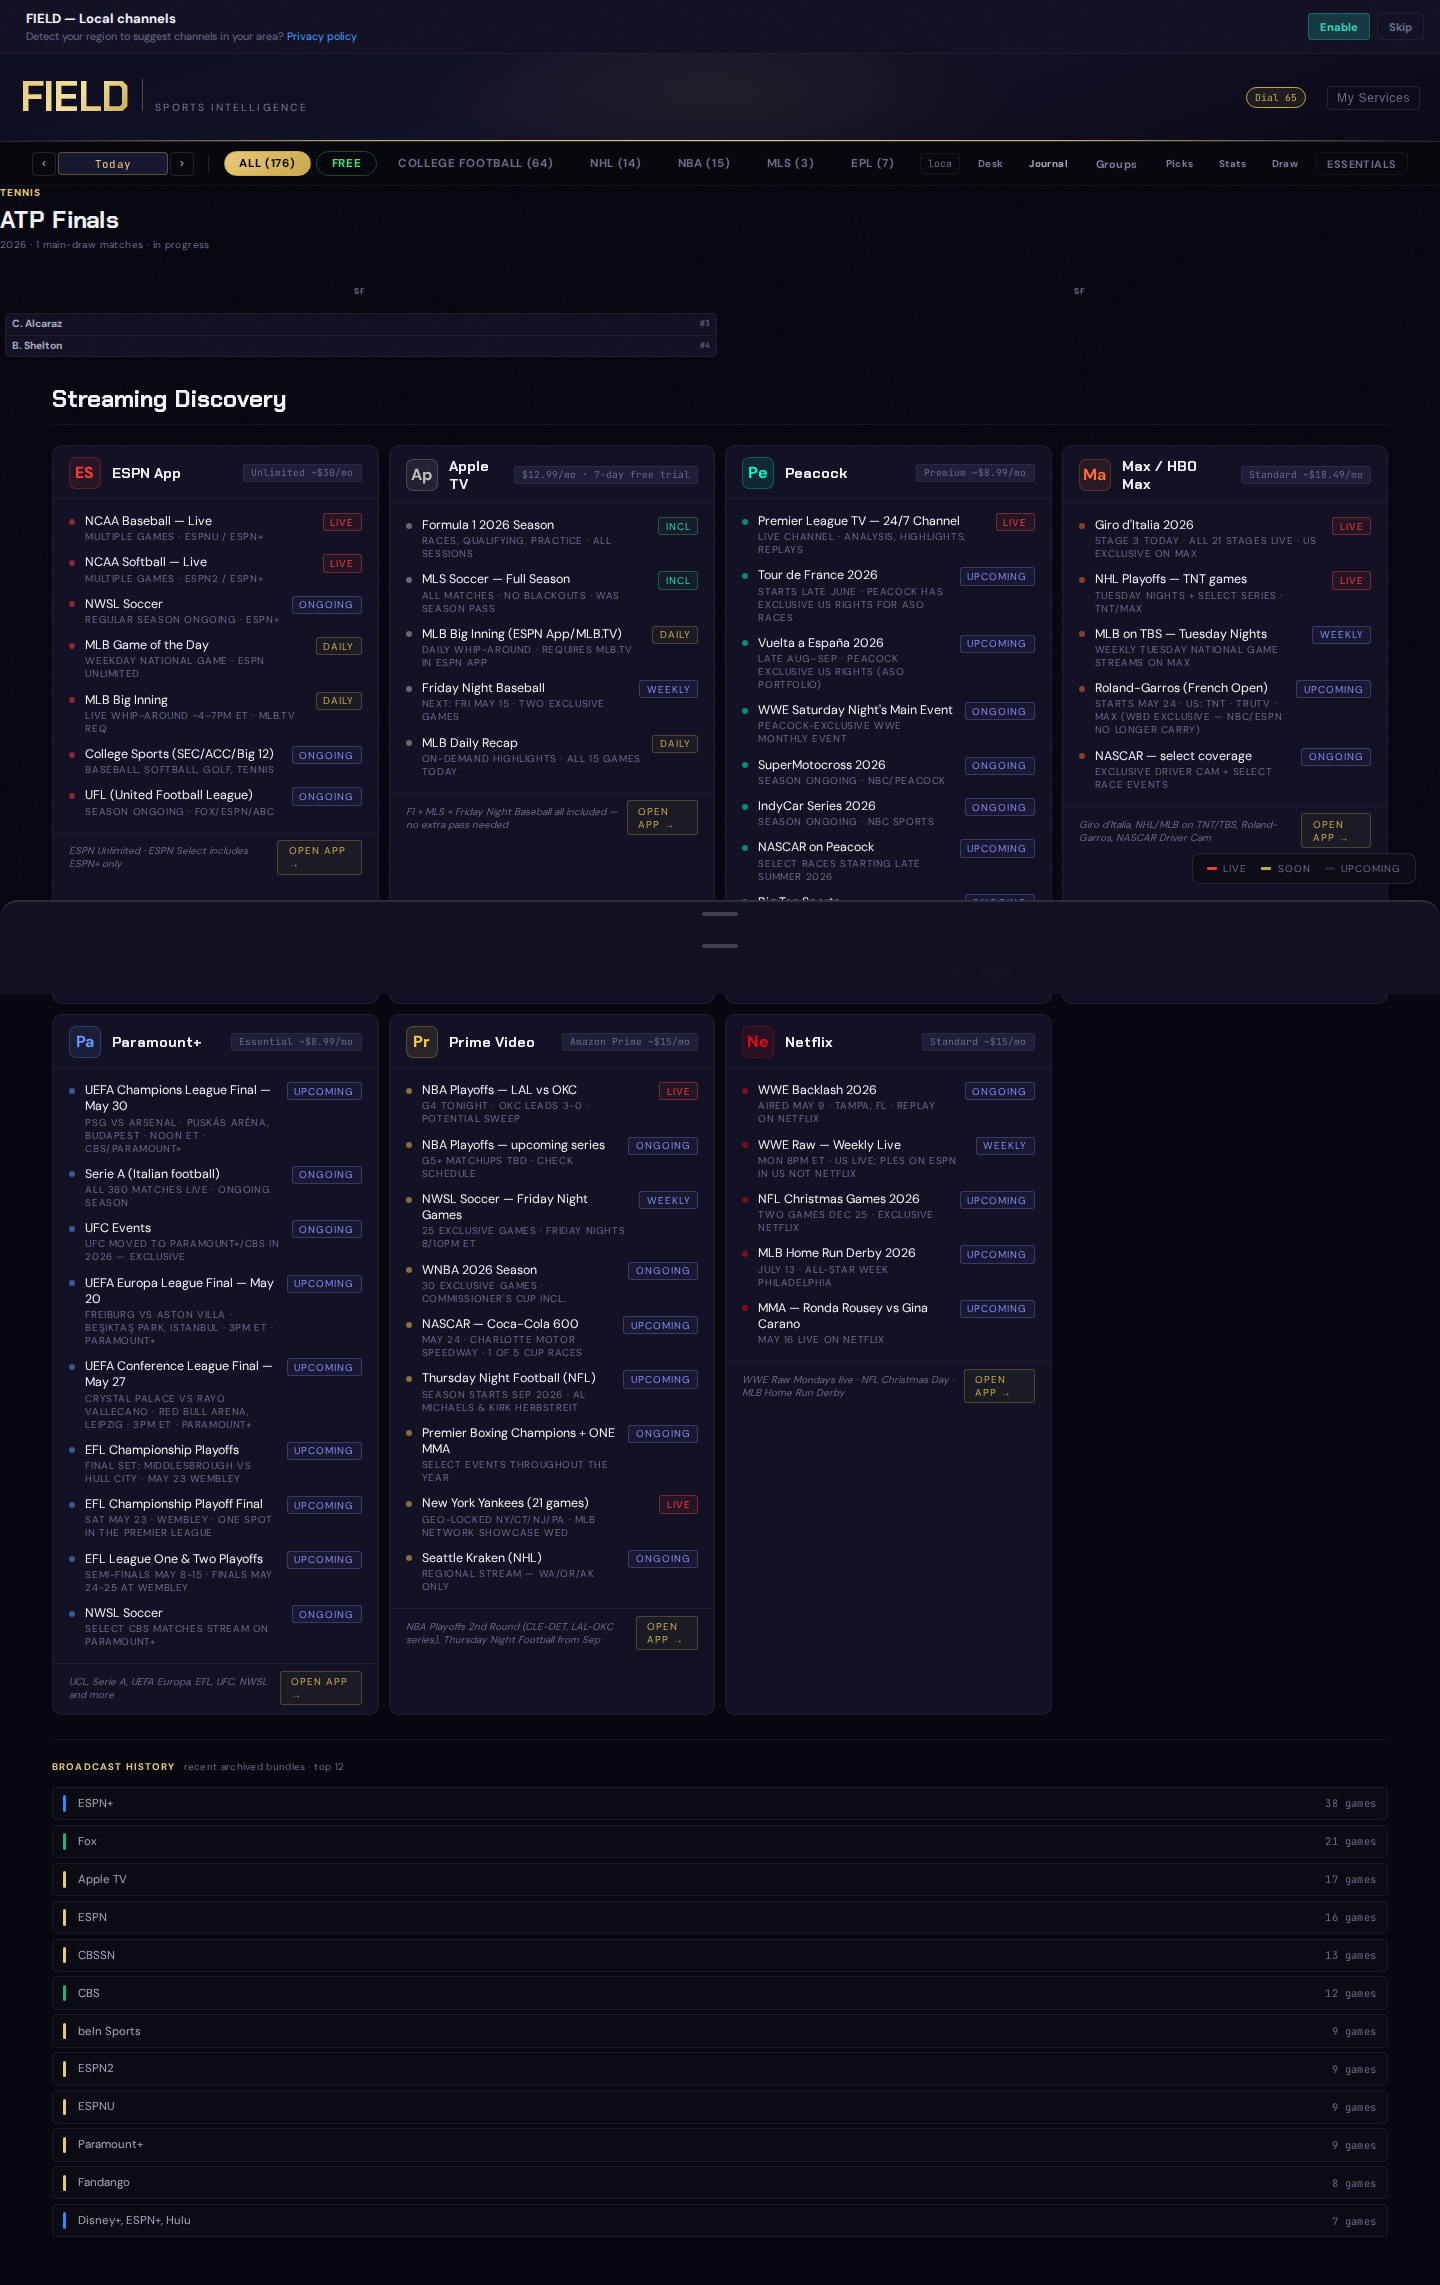 FIELD — Local channels
Detect your region to suggest channels in your area? Privacy policy
Enable
Skip
FIELD
SPORTS INTELLIGENCE
Dial 65
My Services
‹
Today
›
ALL (176)
FREE
COLLEGE FOOTBALL (64)
NHL (14)
NBA (15)
MLS (3)
EPL (7)
loca
Desk
Journal
Groups
Picks
Stats
Draw
ESSENTIALS
TENNIS
ATP Finals
2026 · 1 main-draw matches · in progress
SF
SF
C. Alcaraz #3
B. Shelton #4
Streaming Discovery
ES
ESPN App
Unlimited ~$30/mo
NCAA Baseball — Live
LIVE
MULTIPLE GAMES · ESPNU / ESPN+
NCAA Softball — Live
LIVE
MULTIPLE GAMES · ESPN2 / ESPN+
NWSL Soccer
ONGOING
REGULAR SEASON ONGOING · ESPN+
MLB Game of the Day
DAILY
WEEKDAY NATIONAL GAME · ESPN
UNLIMITED
MLB Big Inning
DAILY
LIVE WHIP-AROUND ~4–7PM ET · MLB.TV
REQ
College Sports (SEC/ACC/Big 12)
ONGOING
BASEBALL, SOFTBALL, GOLF, TENNIS
UFL (United Football League)
ONGOING
SEASON ONGOING · FOX/ESPN/ABC
ESPN Unlimited · ESPN Select includes
ESPN+ only
OPEN APP
→
Ap
Apple
TV
$12.99/mo · 7-day free trial
Formula 1 2026 Season
INCL
RACES, QUALIFYING, PRACTICE · ALL
SESSIONS
MLS Soccer — Full Season
INCL
ALL MATCHES · NO BLACKOUTS · WAS
SEASON PASS
MLB Big Inning (ESPN App/MLB.TV)
DAILY
DAILY WHIP-AROUND · REQUIRES MLB.TV
IN ESPN APP
Friday Night Baseball
WEEKLY
NEXT: FRI MAY 15 · TWO EXCLUSIVE
GAMES
MLB Daily Recap
DAILY
ON-DEMAND HIGHLIGHTS · ALL 15 GAMES
TODAY
F1 + MLS + Friday Night Baseball all included —
no extra pass needed
OPEN
APP →
Pe
Peacock
Premium ~$8.99/mo
Premier League TV — 24/7 Channel
LIVE
LIVE CHANNEL · ANALYSIS, HIGHLIGHTS,
REPLAYS
Tour de France 2026
UPCOMING
STARTS LATE JUNE · PEACOCK HAS
EXCLUSIVE US RIGHTS FOR ASO
RACES
Vuelta a España 2026
UPCOMING
LATE AUG–SEP · PEACOCK
EXCLUSIVE US RIGHTS (ASO
PORTFOLIO)
WWE Saturday Night's Main Event
ONGOING
PEACOCK-EXCLUSIVE WWE
MONTHLY EVENT
SuperMotocross 2026
ONGOING
SEASON ONGOING · NBC/PEACOCK
IndyCar Series 2026
ONGOING
SEASON ONGOING · NBC SPORTS
NASCAR on Peacock
UPCOMING
SELECT RACES STARTING LATE
SUMMER 2026
Ma
Max / HBO
Max
Standard ~$18.49/mo
Giro d'Italia 2026
LIVE
STAGE 3 TODAY · ALL 21 STAGES LIVE · US
EXCLUSIVE ON MAX
NHL Playoffs — TNT games
LIVE
TUESDAY NIGHTS + SELECT SERIES ·
TNT/MAX
MLB on TBS — Tuesday Nights
WEEKLY
WEEKLY TUESDAY NATIONAL GAME
STREAMS ON MAX
Roland-Garros (French Open)
UPCOMING
STARTS MAY 24 · US: TNT · TRUTV ·
MAX (WBD EXCLUSIVE — NBC/ESPN
NO LONGER CARRY)
NASCAR — select coverage
ONGOING
EXCLUSIVE DRIVER CAM + SELECT
RACE EVENTS
Giro d'Italia, NHL/MLB on TNT/TBS, Roland-
Garros, NASCAR Driver Cam
OPEN
APP →
LIVE
SOON
UPCOMING
Pa
Paramount+
Essential ~$8.99/mo
UEFA Champions League Final —
May 30
UPCOMING
PSG VS ARSENAL · PUSKÁS ARÉNA,
BUDAPEST · NOON ET ·
CBS/PARAMOUNT+
Serie A (Italian football)
ONGOING
ALL 380 MATCHES LIVE · ONGOING
SEASON
UFC Events
ONGOING
UFC MOVED TO PARAMOUNT+/CBS IN
2026 — EXCLUSIVE
UEFA Europa League Final — May
20
UPCOMING
FREIBURG VS ASTON VILLA ·
BEŞIKTAŞ PARK, ISTANBUL · 3PM ET ·
PARAMOUNT+
UEFA Conference League Final —
May 27
UPCOMING
CRYSTAL PALACE VS RAYO
VALLECANO · RED BULL ARENA,
LEIPZIG · 3PM ET · PARAMOUNT+
EFL Championship Playoffs
UPCOMING
FINAL SET: MIDDLESBROUGH VS
HULL CITY · MAY 23 WEMBLEY
EFL Championship Playoff Final
UPCOMING
SAT MAY 23 · WEMBLEY · ONE SPOT
IN THE PREMIER LEAGUE
EFL League One & Two Playoffs
UPCOMING
SEMI-FINALS MAY 8-15 · FINALS MAY
24-25 AT WEMBLEY
NWSL Soccer
ONGOING
SELECT CBS MATCHES STREAM ON
PARAMOUNT+
UCL, Serie A, UEFA Europa, EFL, UFC, NWSL
and more
OPEN APP
→
Pr
Prime Video
Amazon Prime ~$15/mo
NBA Playoffs — LAL vs OKC
LIVE
G4 TONIGHT · OKC LEADS 3-0 ·
POTENTIAL SWEEP
NBA Playoffs — upcoming series
ONGOING
G5+ MATCHUPS TBD · CHECK
SCHEDULE
NWSL Soccer — Friday Night
Games
WEEKLY
25 EXCLUSIVE GAMES · FRIDAY NIGHTS
8/10PM ET
WNBA 2026 Season
ONGOING
30 EXCLUSIVE GAMES ·
COMMISSIONER'S CUP INCL.
NASCAR — Coca-Cola 600
UPCOMING
MAY 24 · CHARLOTTE MOTOR
SPEEDWAY · 1 OF 5 CUP RACES
Thursday Night Football (NFL)
UPCOMING
SEASON STARTS SEP 2026 · AL
MICHAELS & KIRK HERBSTREIT
Premier Boxing Champions + ONE
MMA
ONGOING
SELECT EVENTS THROUGHOUT THE
YEAR
New York Yankees (21 games)
LIVE
GEO-LOCKED NY/CT/NJ/PA · MLB
NETWORK SHOWCASE WED
Seattle Kraken (NHL)
ONGOING
REGIONAL STREAM — WA/OR/AK
ONLY
NBA Playoffs 2nd Round (CLE-DET, LAL-OKC
series), Thursday Night Football from Sep
OPEN
APP →
Ne
Netflix
Standard ~$15/mo
WWE Backlash 2026
ONGOING
AIRED MAY 9 · TAMPA, FL · REPLAY
ON NETFLIX
WWE Raw — Weekly Live
WEEKLY
MON 8PM ET · US LIVE; PLES ON ESPN
IN US NOT NETFLIX
NFL Christmas Games 2026
UPCOMING
TWO GAMES DEC 25 · EXCLUSIVE
NETFLIX
MLB Home Run Derby 2026
UPCOMING
JULY 13 · ALL-STAR WEEK
PHILADELPHIA
MMA — Ronda Rousey vs Gina
Carano
UPCOMING
MAY 16 LIVE ON NETFLIX
WWE Raw Mondays live · NFL Christmas Day ·
MLB Home Run Derby
OPEN
APP →
BROADCAST HISTORY recent archived bundles · top 12
ESPN+ 38 games
Fox 21 games
Apple TV 17 games
ESPN 16 games
CBSSN 13 games
CBS 12 games
beIn Sports 9 games
ESPN2 9 games
ESPNU 9 games
Paramount+ 9 games
Fandango 8 games
Disney+, ESPN+, Hulu 7 games